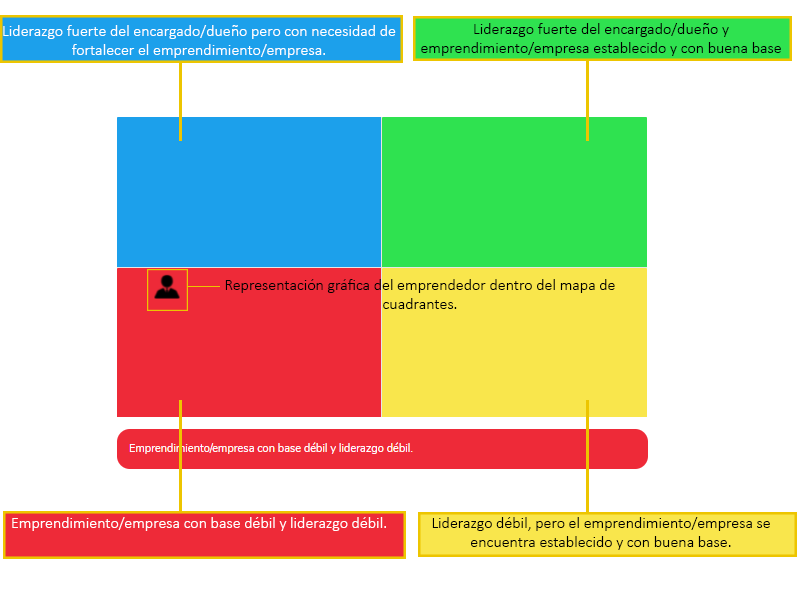 Liderazgo fuerte del encargado/dueño pero con necesidad de
fortalecer el emprendimiento/empresa.
Liderazgo fuerte del encargado/dueño y
emprendimiento/empresa establecido y con buena base
Representación gráfica del emprendedor dentro del mapa de
cuadrantes.
Emprendimiento/empresa con base débil y liderazgo débil.
Emprendimiento/empresa con base débil y liderazgo débil.
Liderazgo débil, pero el emprendimiento/empresa se
encuentra establecido y con buena base.